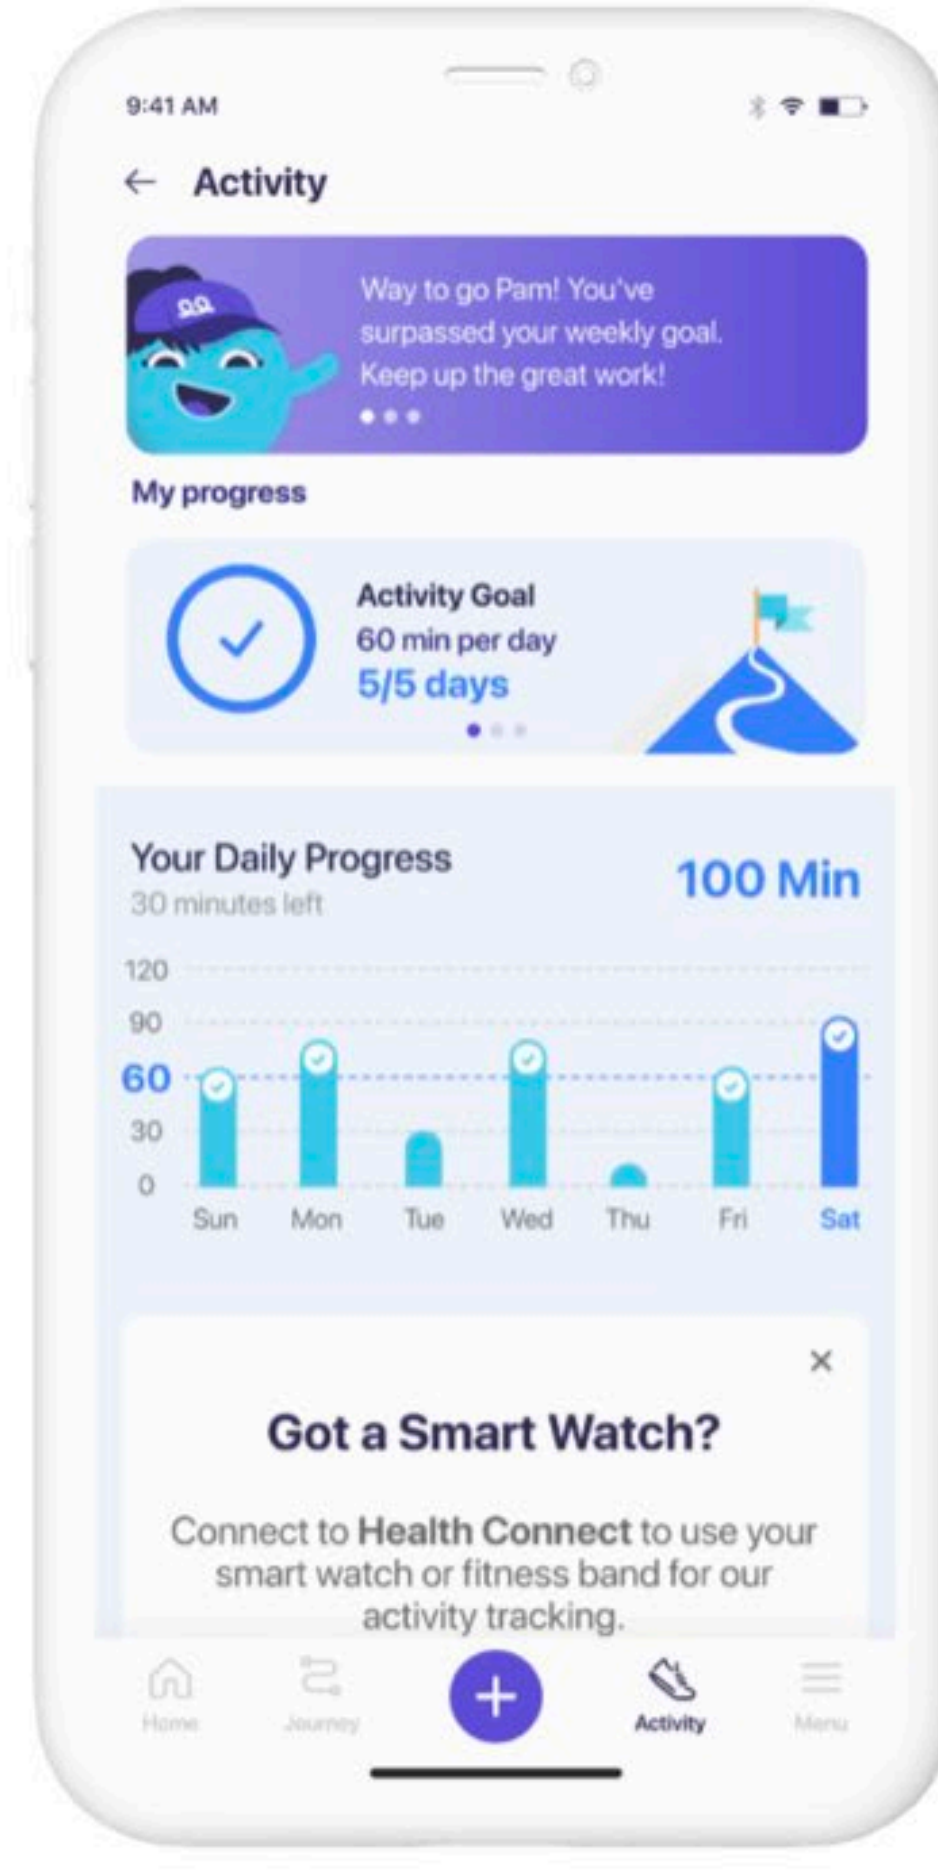 9:41 AM
Activity
Way to go Pam! You've
surpassed your weekly goal.
Keep up the great work!
My progress
Activity Goal
60 min per day
5/5 days
Your Daily Progress
30 minutes left
100 Min
120
90
60
30
0
Sun Mon Tue Wed Thu Fri Sat
Got a Smart Watch?
Connect to Health Connect to use your
smart watch or fitness band for our
activity tracking.
Home Journey Activity Menu